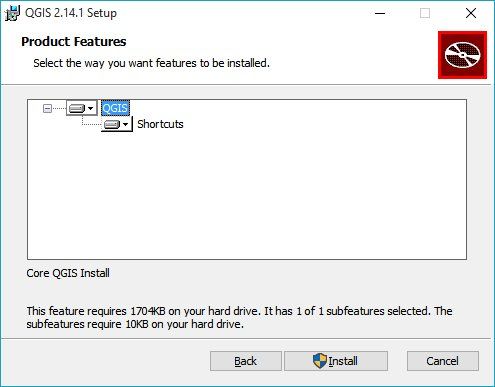 QGIS 2.14.1 Setup
Product Features
Select the way you want features to be installed.
QGIS
Shortcuts
Core QGIS Install
This feature requires 1704KB on your hard drive. It has 1 of 1 subfeatures selected. The
subfeatures require 10KB on your hard drive.
Back
Install
Cancel